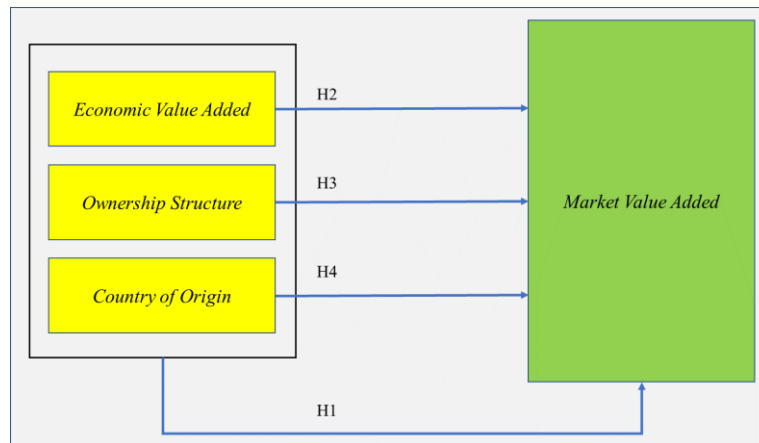 Economic Value Added
H2
Ownership Structure
H3
Market Value Added
Country of Origin
H4
H1